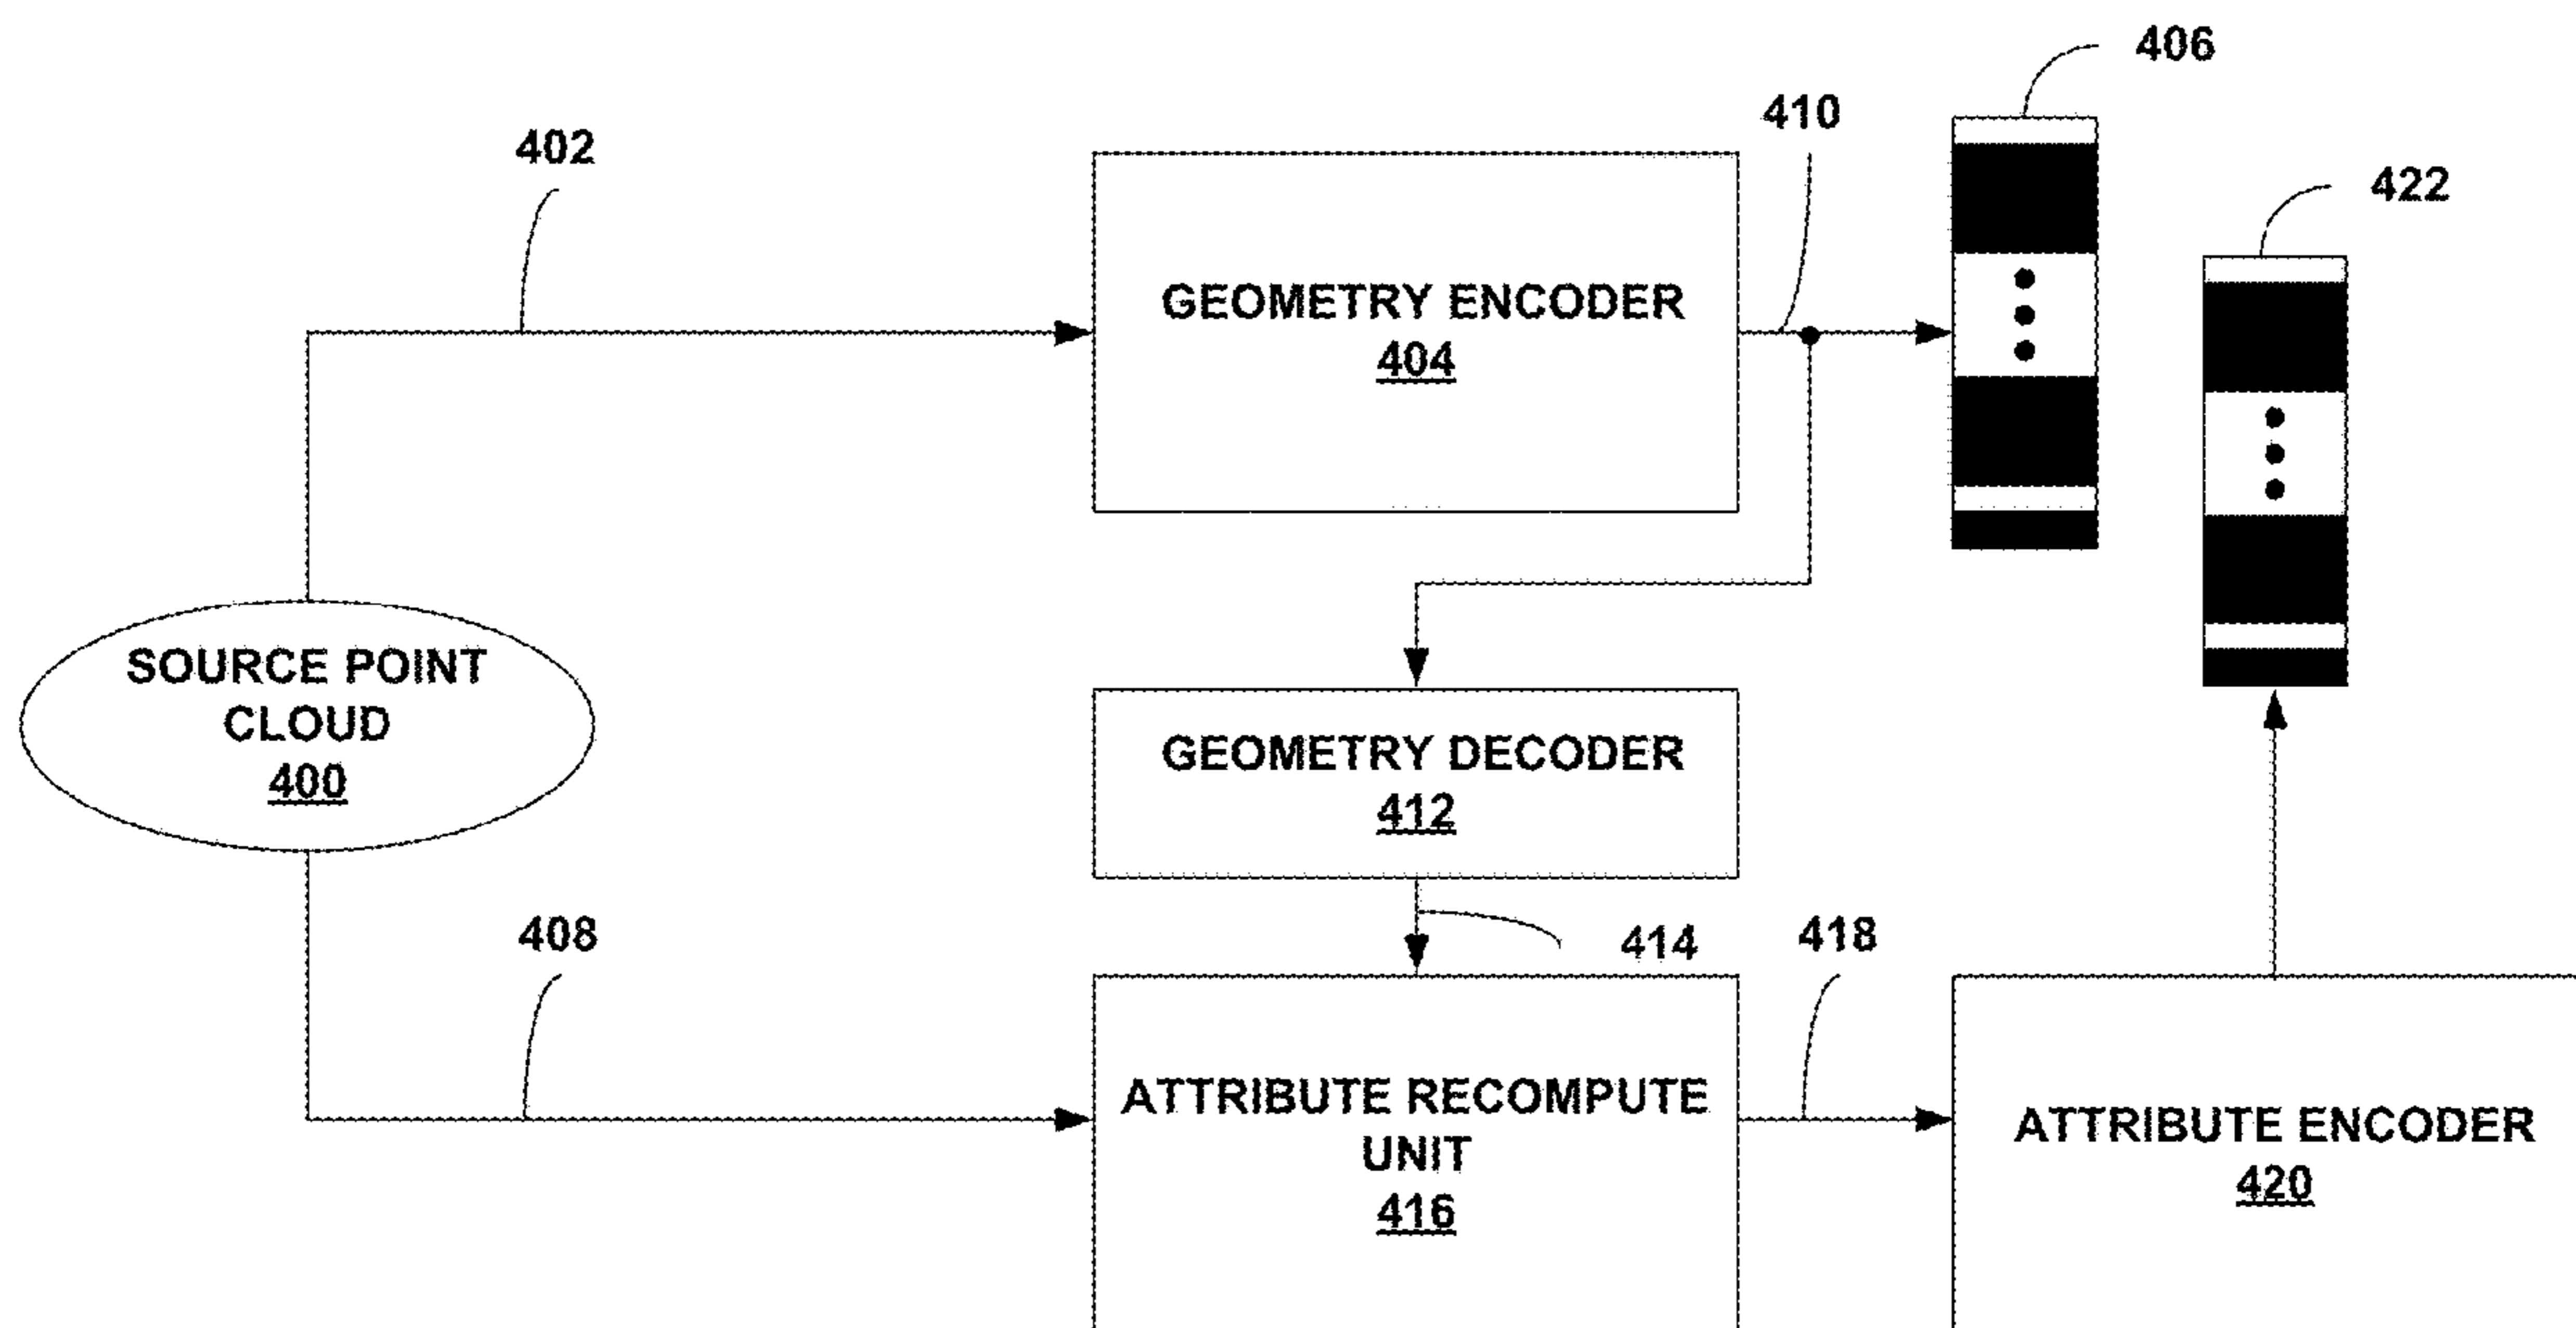 406
410
402
422
GEOMETRY ENCODER
404
SOURCE POINT
CLOUD
400
GEOMETRY DECODER
412
408
414
418
ATTRIBUTE RECOMPUTE
UNIT
416
ATTRIBUTE ENCODER
420